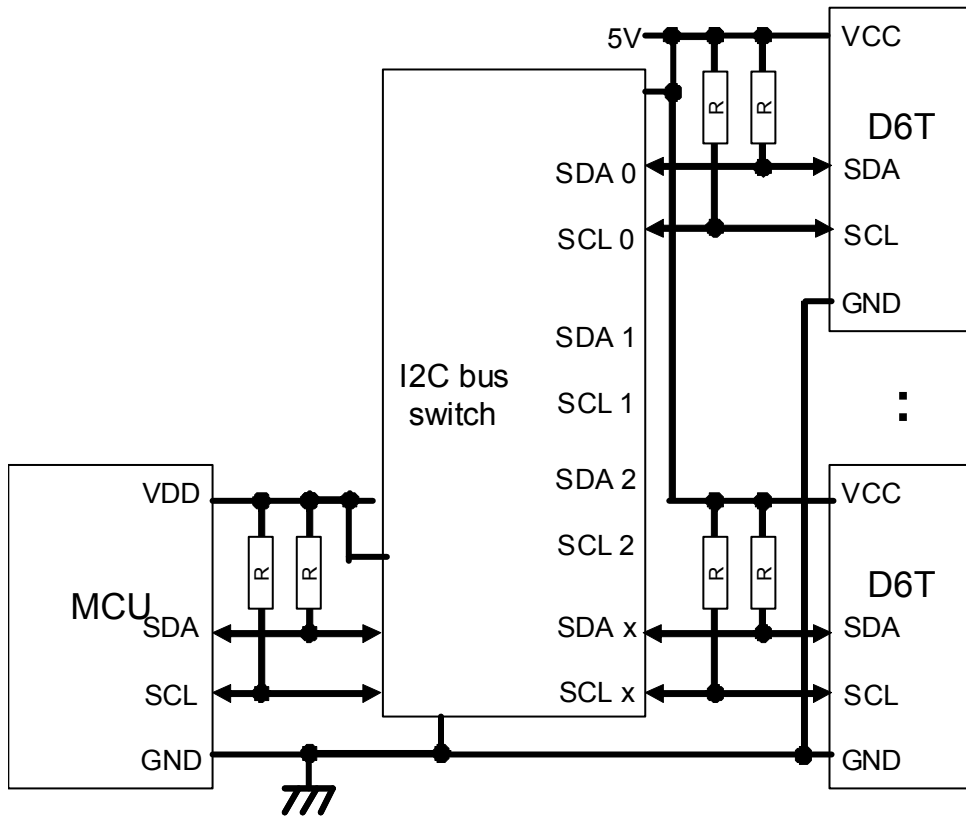 5V
VCC
R
R
D6T
SDA 0
SDA
SCL 0
SCL
GND
SDA 1
I2C bus
switch
SCL 1
:
VDD
SDA 2
VCC
R
R
SCL 2
R
R
D6T
MCU
SDA
SDA x
SDA
SCL
SCL x
SCL
GND
GND